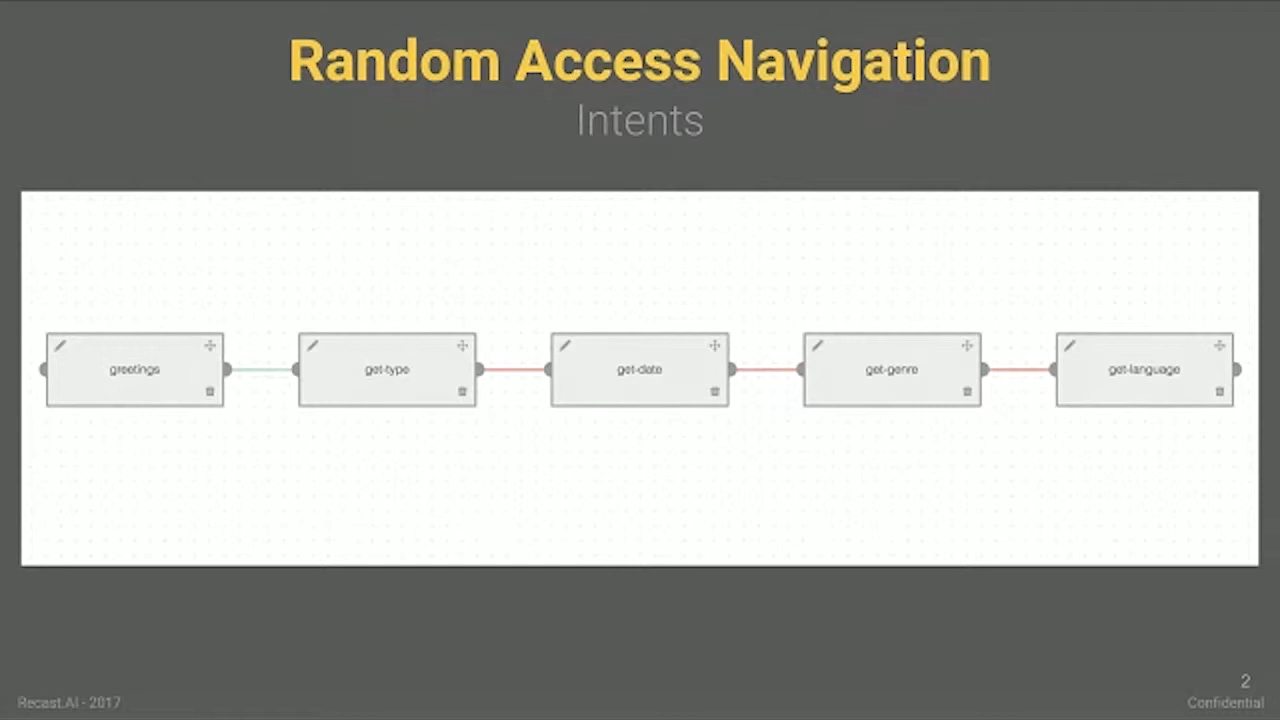 Random Access Navigation
Intents
greetings
get-type
get-date
get-genre
get-language
2
Recast.AI - 2017
Confidential